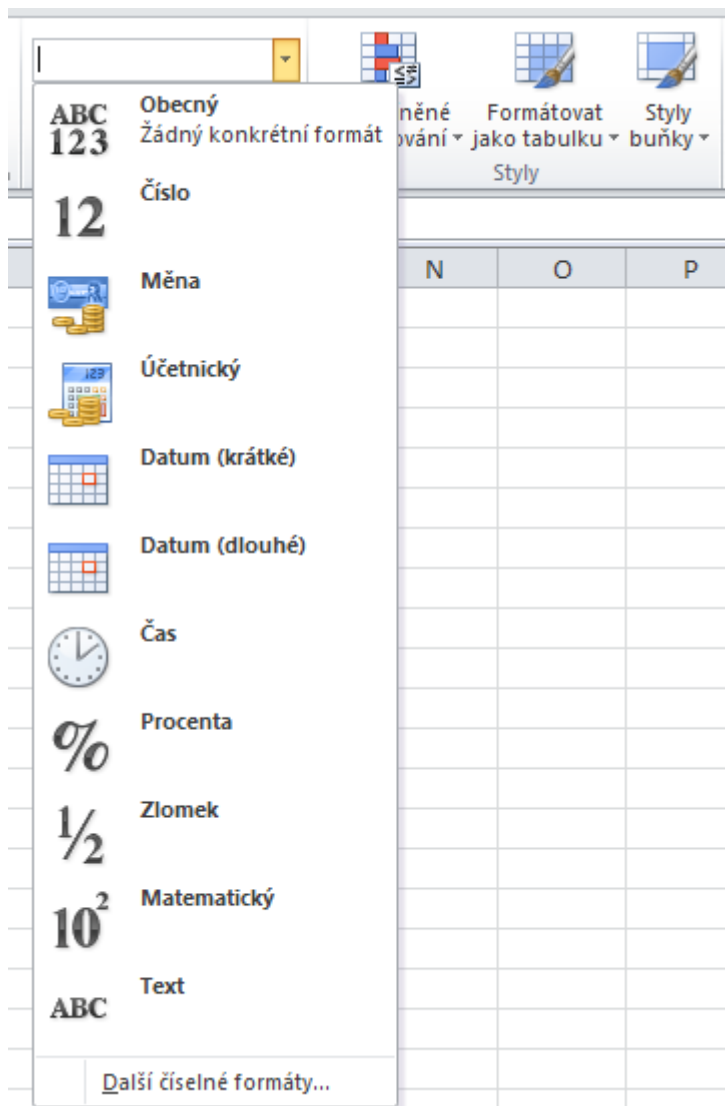 něné
ování
Formátovat
jako tabulku
Styly
buňky
Styly
N
O
P
ABC
123
Obecný
Žádný konkrétní formát
12
Číslo
Měna
123
Účetnický
Datum (krátké)
Datum (dlouhé)
Čas
%
Procenta
1/2
Zlomek
10²
Matematický
ABC
Text
Další číselné formáty...